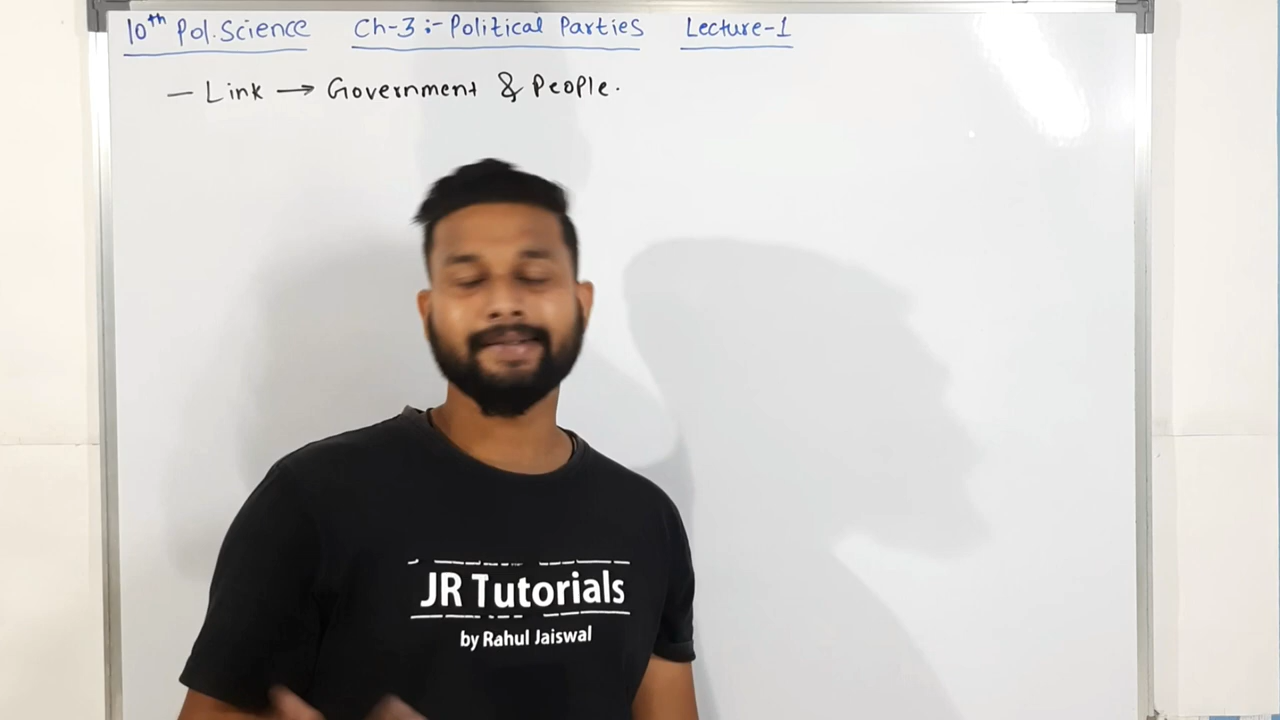 10th Pol.Science Ch-3:- Political Parties Lecture-1
— Link → Government & People.
JR Tutorials
by Rahul Jaiswal